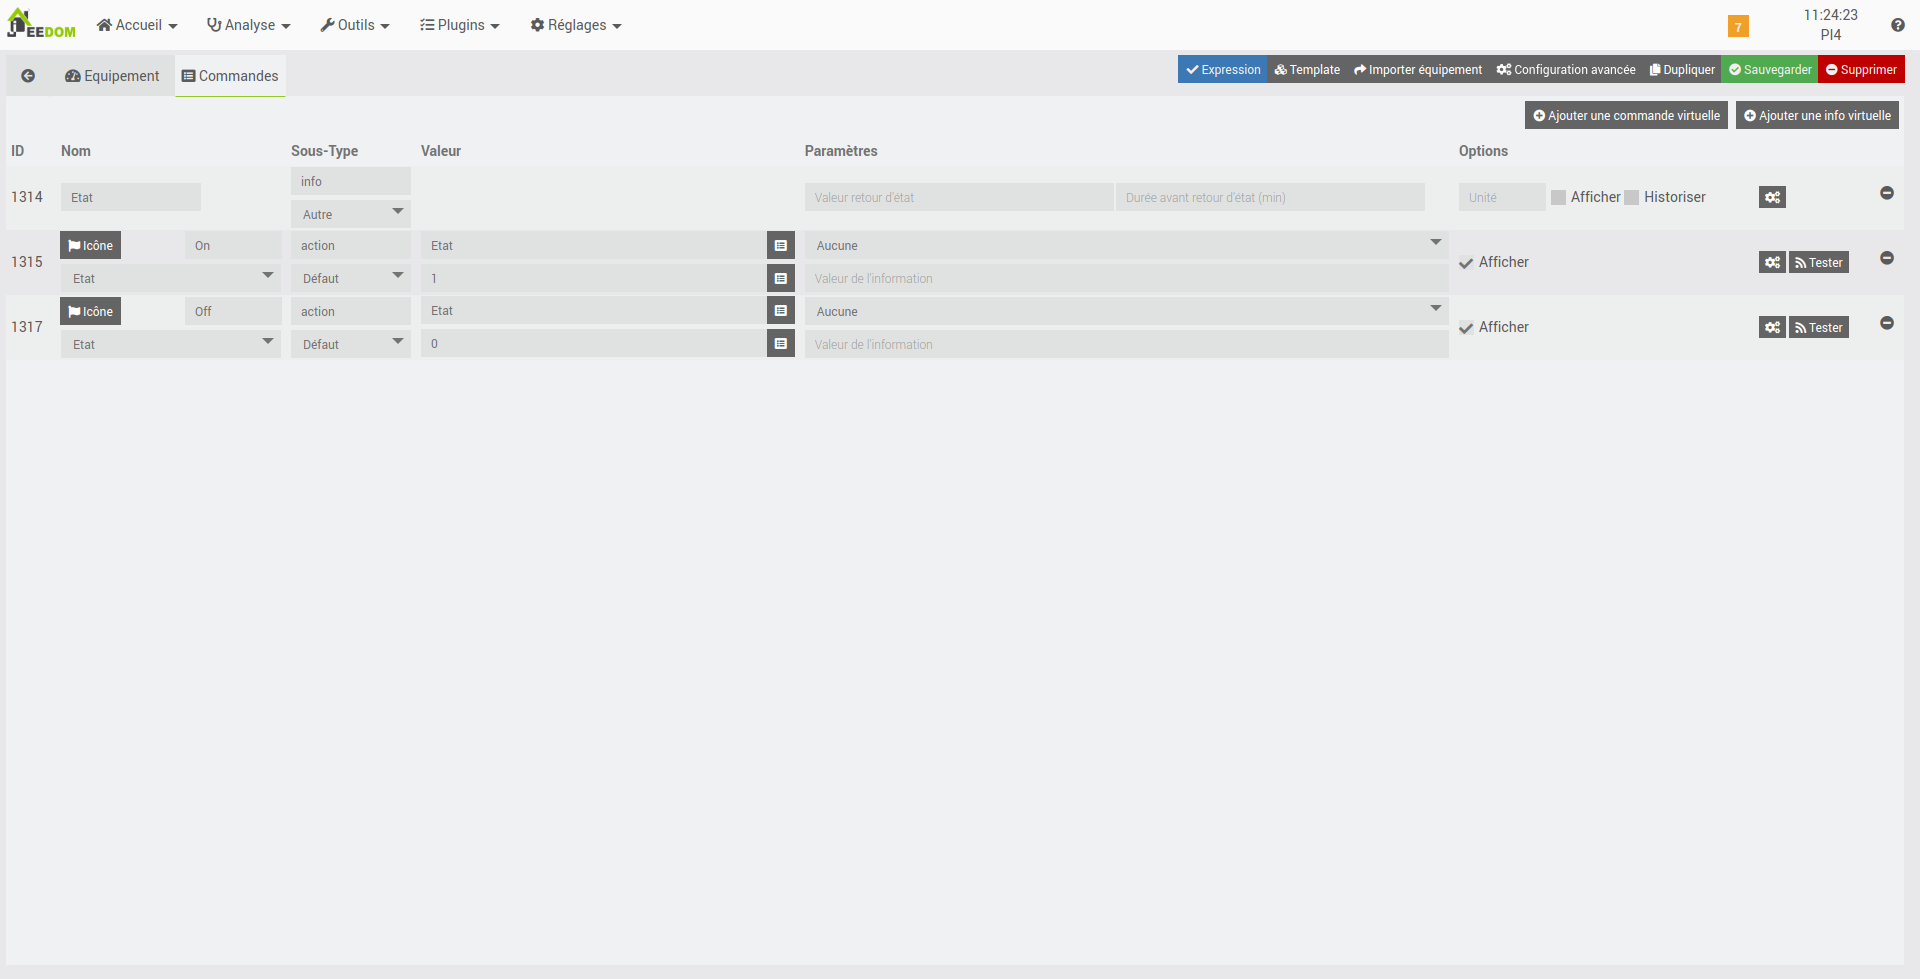 JEEDOM Accueil Analyse Outils Plugins Réglages 7 11:24:23
PI4
Equipement Commandes Expression Template Importer équipement Configuration avancée Dupliquer Sauvegarder Supprimer
Ajouter une commande virtuelle Ajouter une info virtuelle
ID Nom Sous-Type Valeur Paramètres Options
info
1314 Etat Valeur retour d'état Durée avant retour d'état (min) Unité Afficher Historiser
Autre
Icône On action Etat Aucune
1315 Afficher Tester
Etat Défaut 1 Valeur de l'information
Icône Off action Etat Aucune
1317 Afficher Tester
Etat Défaut 0 Valeur de l'information